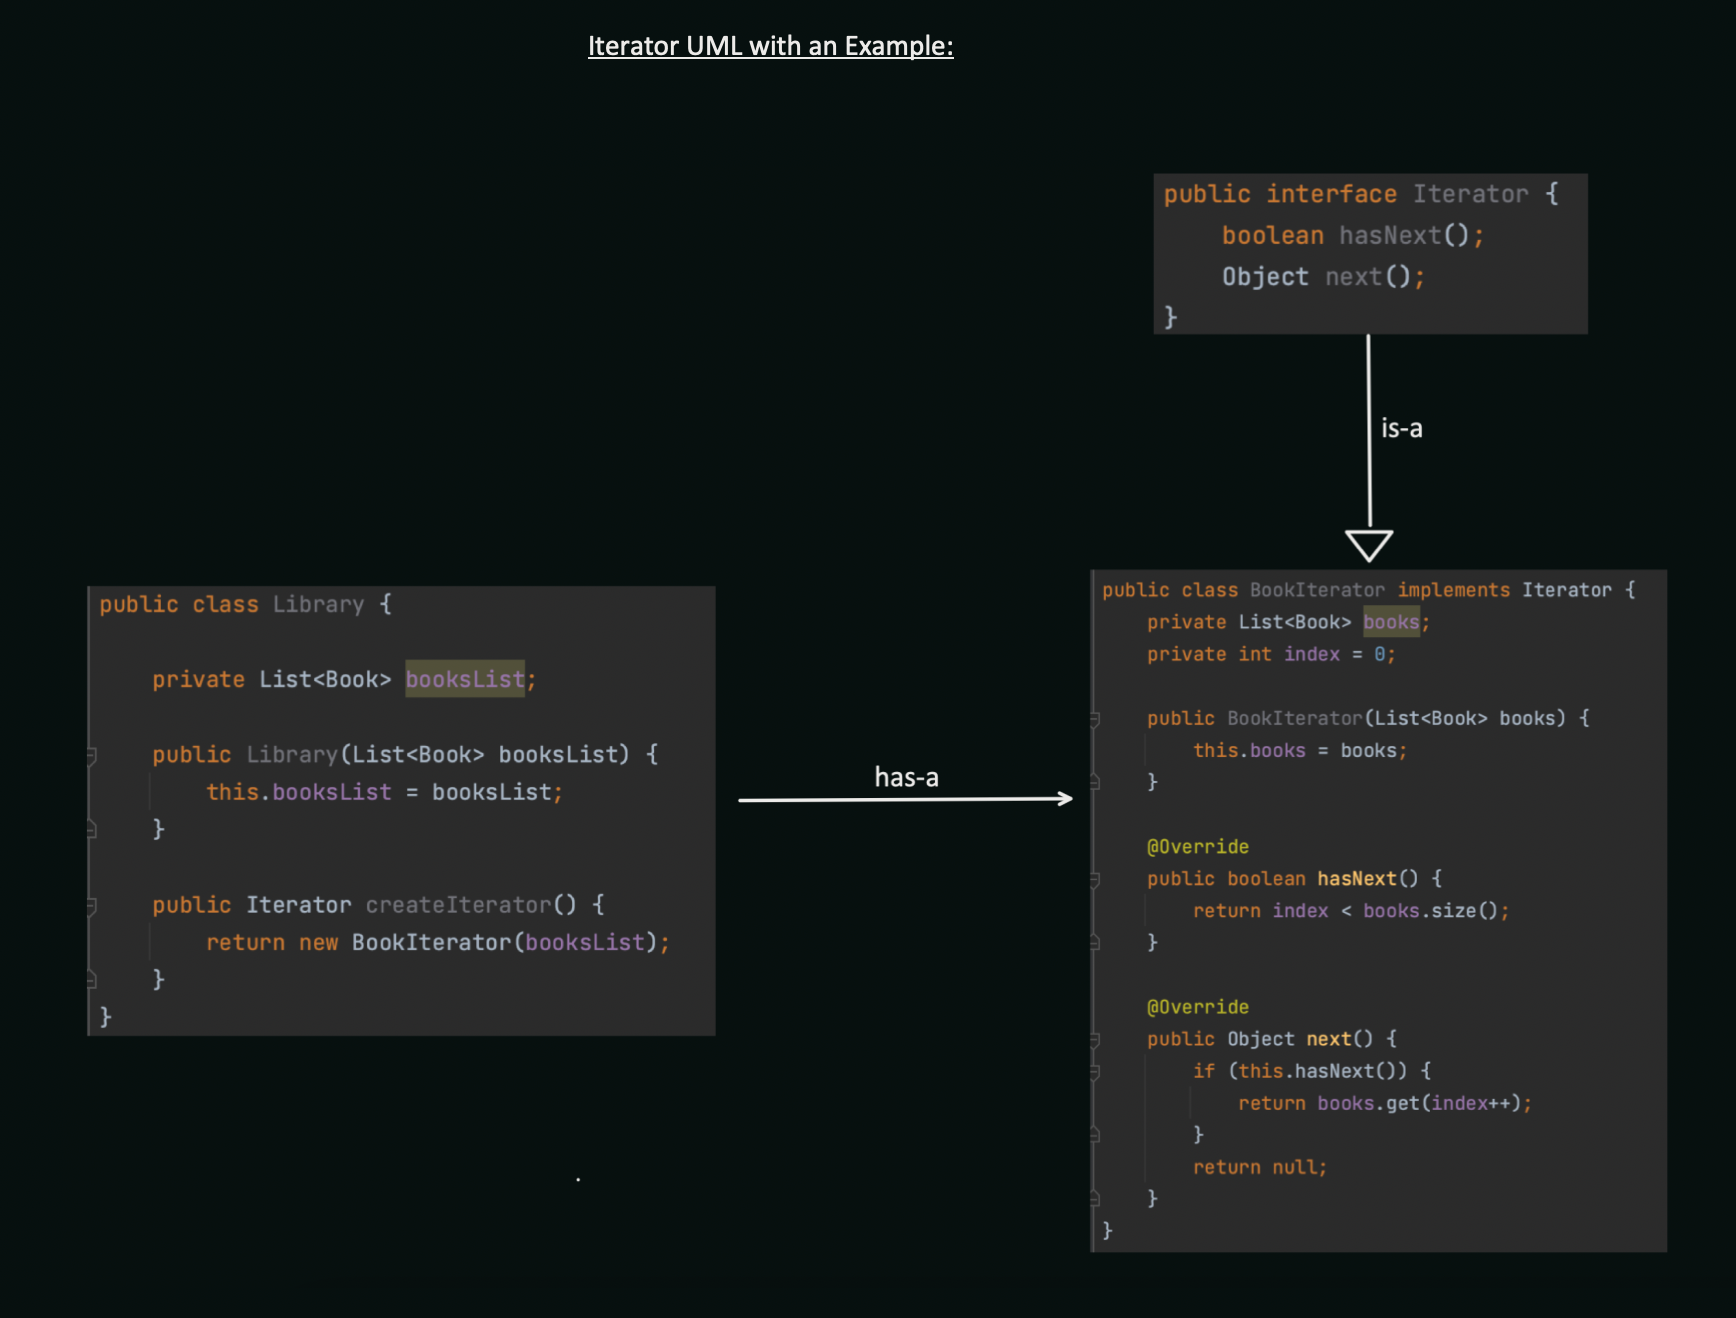 Iterator UML with an Example:
public interface Iterator {
    boolean hasNext();
    Object next();
}
is-a
public class Library {
    private List<Book> booksList;
    public Library(List<Book> booksList) {
        this.booksList = booksList;
    }
    public Iterator createIterator() {
        return new BookIterator(booksList);
    }
}
has-a
public class BookIterator implements Iterator {
    private List<Book> books;
    private int index = 0;
    public BookIterator(List<Book> books) {
        this.books = books;
    }
    @Override
    public boolean hasNext() {
        return index < books.size();
    }
    @Override
    public Object next() {
        if (this.hasNext()) {
            return books.get(index++);
        }
        return null;
    }
}